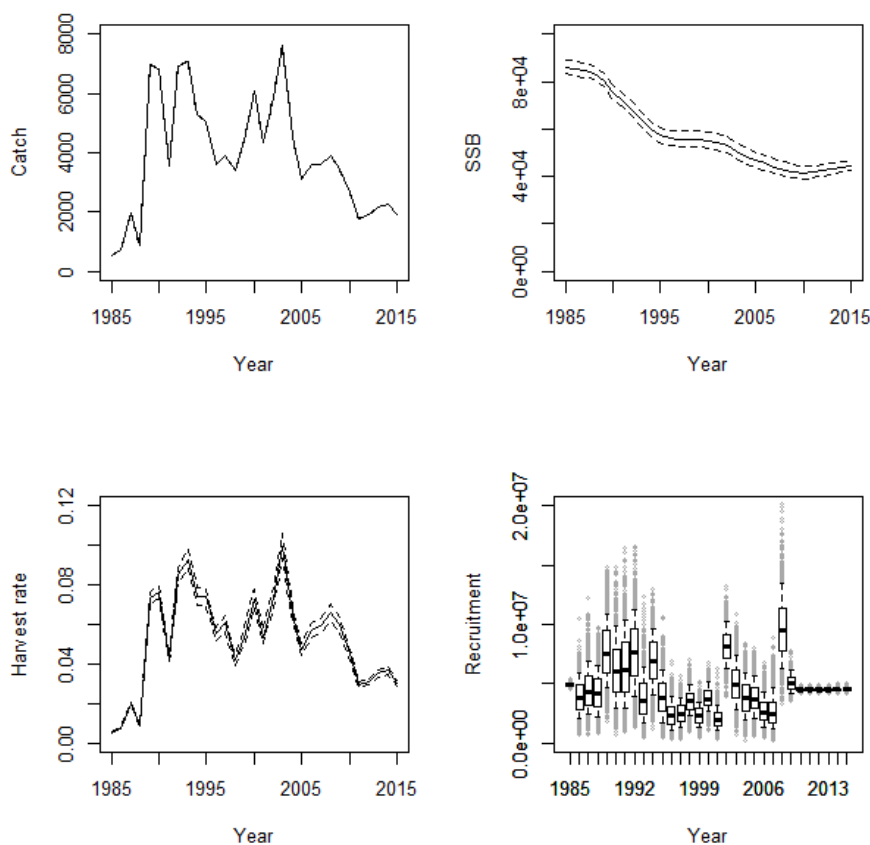 8000
6000
4000
2000
0
Catch
1985 1995 2005 2015
Year
8e+04
4e+04
0e+00
SSB
1985 1995 2005 2015
Year
0.12
0.08
0.04
0.00
Harvest rate
1985 1995 2005 2015
Year
2.0e+07
1.0e+07
0.0e+00
Recruitment
1985 1992 1999 2006 2013
Year